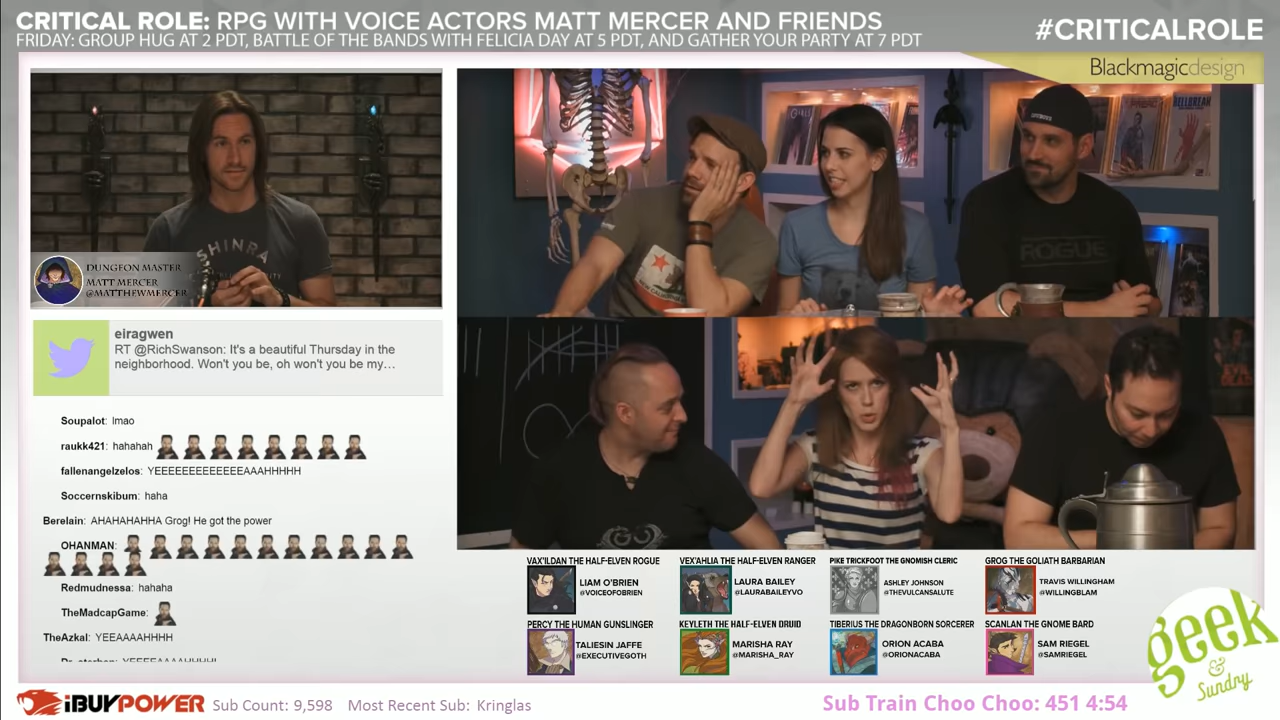 CRITICAL ROLE: RPG WITH VOICE ACTORS MATT MERCER AND FRIENDS
FRIDAY: GROUP HUG AT 2 PDT, BATTLE OF THE BANDS WITH FELICIA DAY AT 5 PDT, AND GATHER YOUR PARTY AT 7 PDT
#CRITICALROLE
Blackmagicdesign
SHINRA
HELLBREAK
ROGUE
DUNGEON MASTER
MATT MERCER
@MATTHEWMERCER
eiragwen
RT @RichSwanson: It's a beautiful Thursday in the
neighborhood. Won't you be, oh won't you be my...
Soupalot: lmao
raukk421: hahahah
fallenangelzelos: YEEEEEEEEEEEEEAAAHHHHH
Soccernskibum: haha
Berelain: AHAHAHAHHA Grog! He got the power
OHANMAN:
Redmudnessa: hahaha
TheMadcapGame:
TheAzkal: YEEAAAAHHHH
VAX'ILDAN THE HALF-ELVEN ROGUE
LIAM O'BRIEN
@VOICEOFOBRIEN
VEX'AHLIA THE HALF-ELVEN RANGER
LAURA BAILEY
@LAURABAILEYVO
PIKE TRICKFOOT THE GNOMISH CLERIC
ASHLEY JOHNSON
@THEVULCANSALUTE
GROG THE GOLIATH BARBARIAN
TRAVIS WILLINGHAM
@WILLINGBLAM
PERCY THE HUMAN GUNSLINGER
TALIESIN JAFFE
@EXECUTIVEGOTH
KEYLETH THE HALF-ELVEN DRUID
MARISHA RAY
@MARISHA_RAY
TIBERIUS THE DRAGONBORN SORCERER
ORION ACABA
@ORIONACABA
SCANLAN THE GNOME BARD
SAM RIEGEL
@SAMRIEGEL
geek
&
Sundry
iBUYPOWER
Sub Count: 9,598 Most Recent Sub: Kringlas
Sub Train Choo Choo: 451 4:54